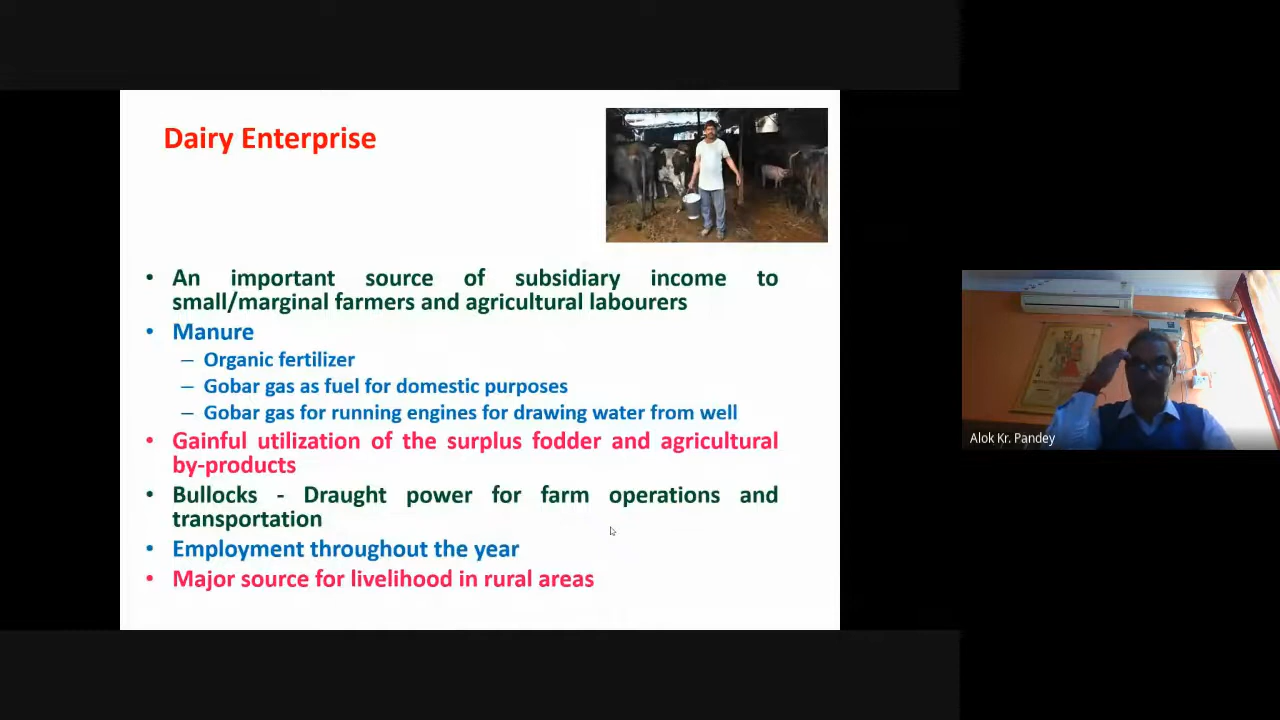 Dairy Enterprise
• An important source of subsidiary income to
small/marginal farmers and agricultural labourers
• Manure
– Organic fertilizer
– Gobar gas as fuel for domestic purposes
– Gobar gas for running engines for drawing water from well
• Gainful utilization of the surplus fodder and agricultural
by-products
• Bullocks - Draught power for farm operations and
transportation
• Employment throughout the year
• Major source for livelihood in rural areas
Alok Kr. Pandey